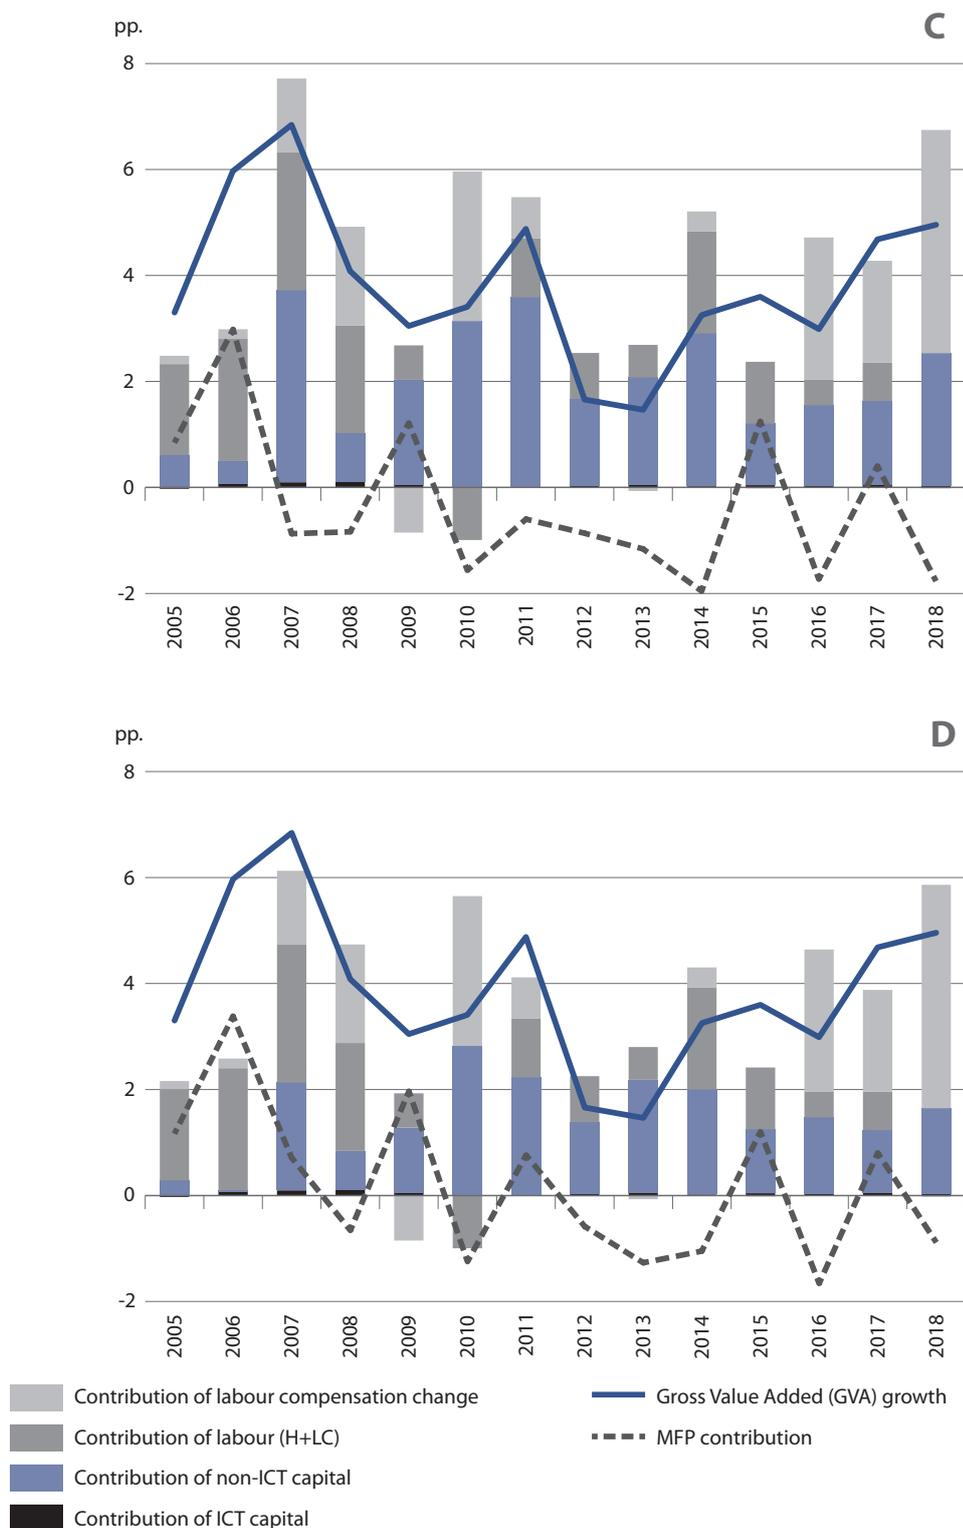 pp.
C
8
6
4
2
0
-2
2005 2006 2007 2008 2009 2010 2011 2012 2013 2014 2015 2016 2017 2018
pp.
D
8
6
4
2
0
-2
2005 2006 2007 2008 2009 2010 2011 2012 2013 2014 2015 2016 2017 2018
Contribution of labour compensation change
Contribution of labour (H+LC)
Contribution of non-ICT capital
Contribution of ICT capital
Gross Value Added (GVA) growth
MFP contribution